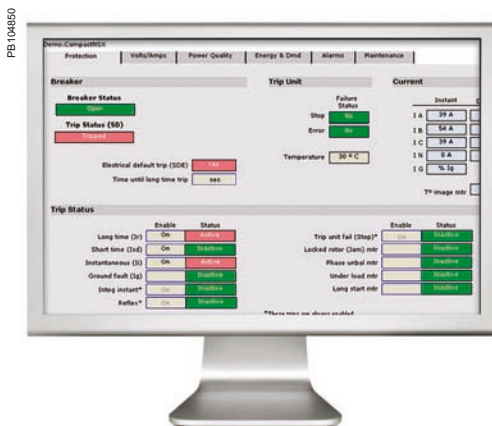 PB104850
Demo.CompactNSX
Protection Volts/Amps Power Quality Energy & Dmd Alarms Maintenance
Breaker
Breaker Status
Open
Trip Status (SD)
Tripped
Electrical default trip (SDE) Yes
Time until long time trip sec
Trip Unit
Failure
Status
Stop No
Error No
Temperature 30 ° C
Current
Instant
I A 39 A
I B 54 A
I C 39 A
I N 0 A
I G % Ig
T° image mtr
Trip Status
Enable Status
Long time (Ir) On Active
Short time (Isd) On Inactive
Instantaneous (Ii) On Active
Ground fault (Ig) Inactive
Integ instant* On Inactive
Reflex* On Inactive
Enable Status
Trip unit fail (Stop)* On Inactive
Locked rotor (Jam) mtr Inactive
Phase unbal mtr Inactive
Under load mtr Inactive
Long start mtr Inactive
*These trips are always enabled